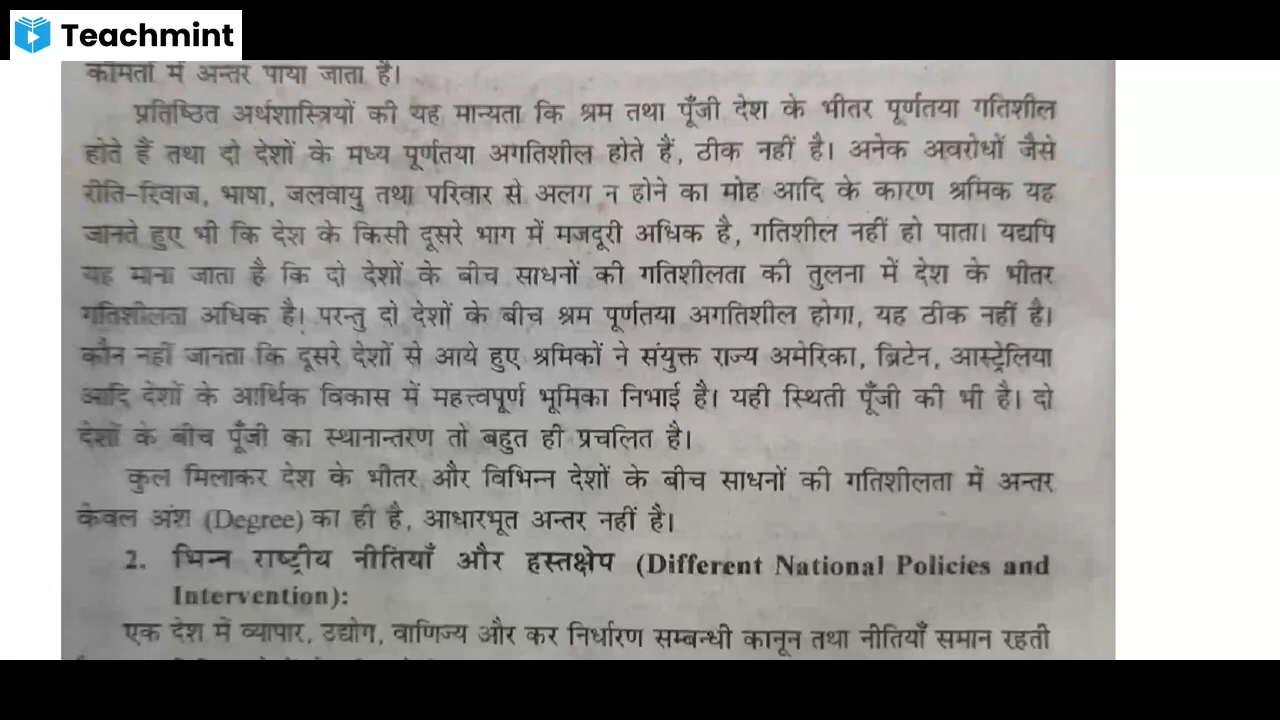 Teachmint
कीमतों में अन्तर पाया जाता है।
प्रतिष्ठित अर्थशास्त्रियों की यह मान्यता कि श्रम तथा पूँजी देश के भीतर पूर्णतया गतिशील
होते हैं तथा दो देशों के मध्य पूर्णतया अगतिशील होते हैं, ठीक नहीं है। अनेक अवरोधों जैसे
रीति-रिवाज, भाषा, जलवायु तथा परिवार से अलग न होने का मोह आदि के कारण श्रमिक यह
जानते हुए भी कि देश के किसी दूसरे भाग में मजदूरी अधिक है, गतिशील नहीं हो पाता। यद्यपि
यह माना जाता है कि दो देशों के बीच साधनों की गतिशीलता की तुलना में देश के भीतर
गतिशीलता अधिक है। परन्तु दो देशों के बीच श्रम पूर्णतया अगतिशील होगा, यह ठीक नहीं है।
कौन नहीं जानता कि दूसरे देशों से आये हुए श्रमिकों ने संयुक्त राज्य अमेरिका, ब्रिटेन, आस्ट्रेलिया
आदि देशों के आर्थिक विकास में महत्त्वपूर्ण भूमिका निभाई है। यही स्थिती पूँजी की भी है। दो
देशों के बीच पूँजी का स्थानान्तरण तो बहुत ही प्रचलित है।
कुल मिलाकर देश के भीतर और विभिन्न देशों के बीच साधनों की गतिशीलता में अन्तर
केवल अंश (Degree) का ही है, आधारभूत अन्तर नहीं है।
2. भिन्न राष्ट्रीय नीतियाँ और हस्तक्षेप (Different National Policies and
Intervention):
एक देश में व्यापार, उद्योग, वाणिज्य और कर निर्धारण सम्बन्धी कानून तथा नीतियाँ समान रहती